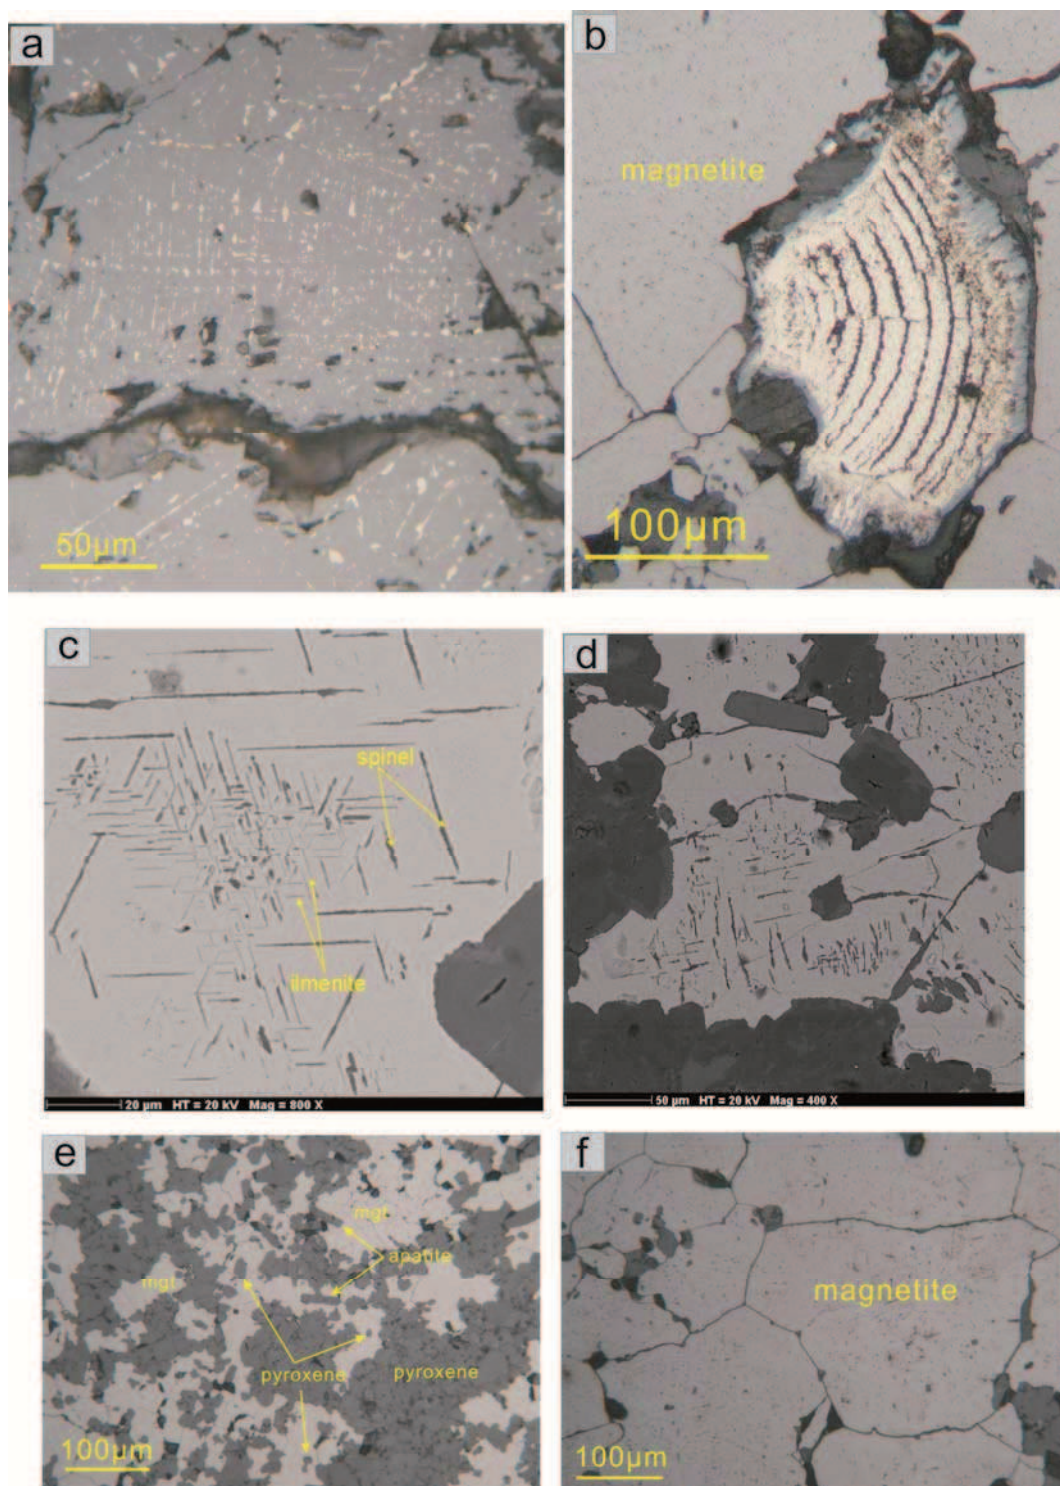 a
b
magnetite
50µm
100µm
c
d
spinel
ilmenite
20 µm HT = 20 kV Mag = 800 X
50 µm HT = 20 kV Mag = 400 X
e
f
mgt
apatite
mgt
magnetite
pyroxene
pyroxene
100µm
100µm